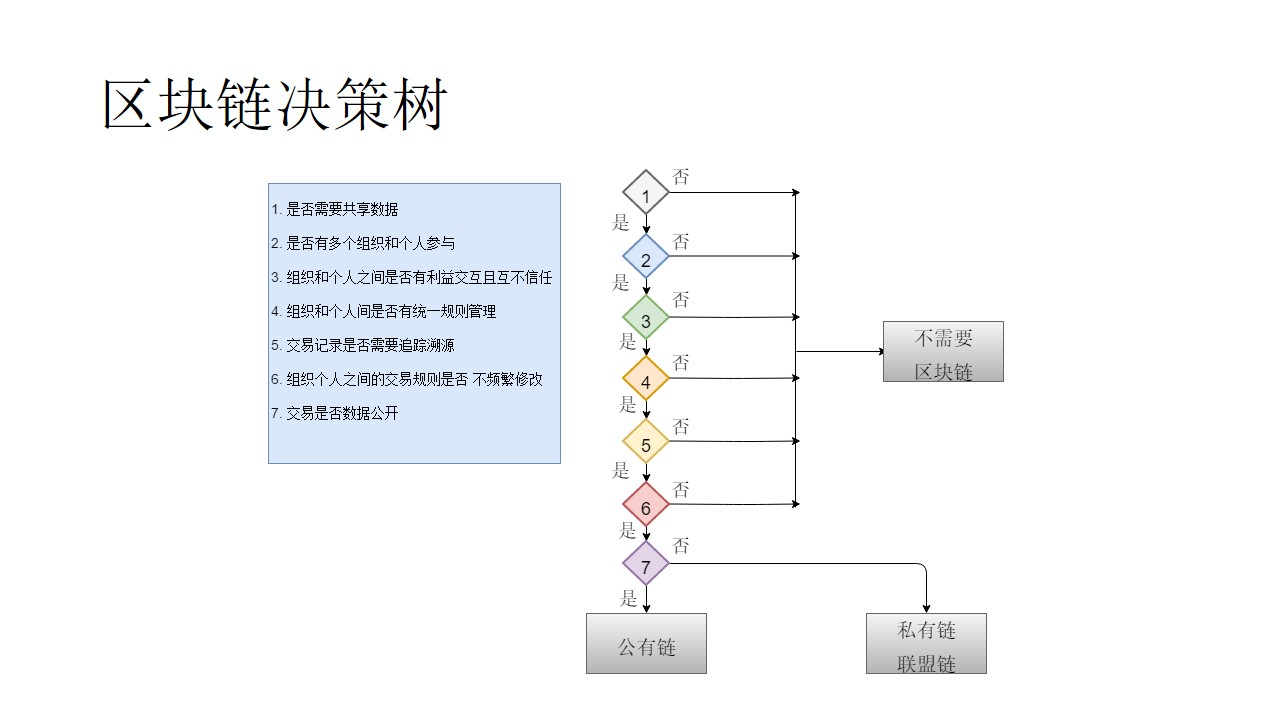 区块链决策树
1. 是否需要共享数据
2. 是否有多个组织和个人参与
3. 组织和个人之间是否有利益交互且互不信任
4. 组织和个人间是否有统一规则管理
5. 交易记录是否需要追踪溯源
6. 组织个人之间的交易规则是否 不频繁修改
7. 交易是否数据公开
否
1
是
否
2
是
否
3
是
否
4
是
否
5
是
否
6
是
否
7
是
不需要
区块链
公有链
私有链
联盟链